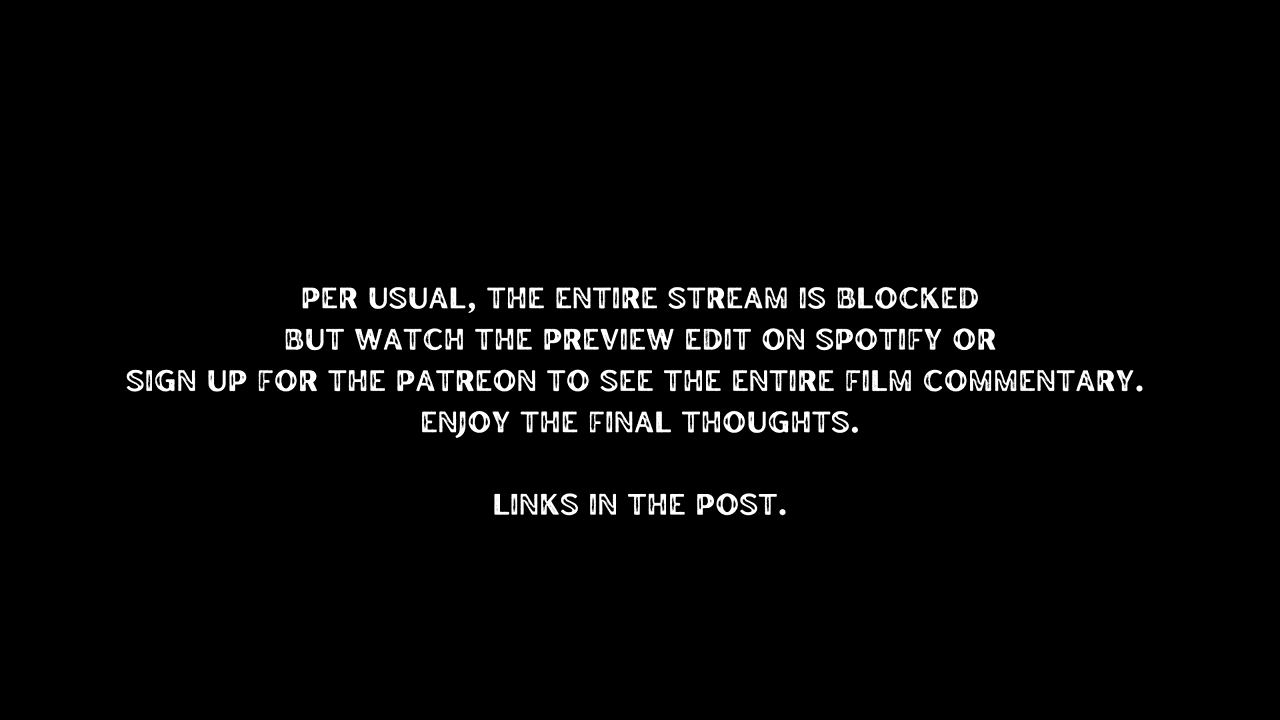 PER USUAL, THE ENTIRE STREAM IS BLOCKED
BUT WATCH THE PREVIEW EDIT ON SPOTIFY OR
SIGN UP FOR THE PATREON TO SEE THE ENTIRE FILM COMMENTARY.
ENJOY THE FINAL THOUGHTS.
LINKS IN THE POST.